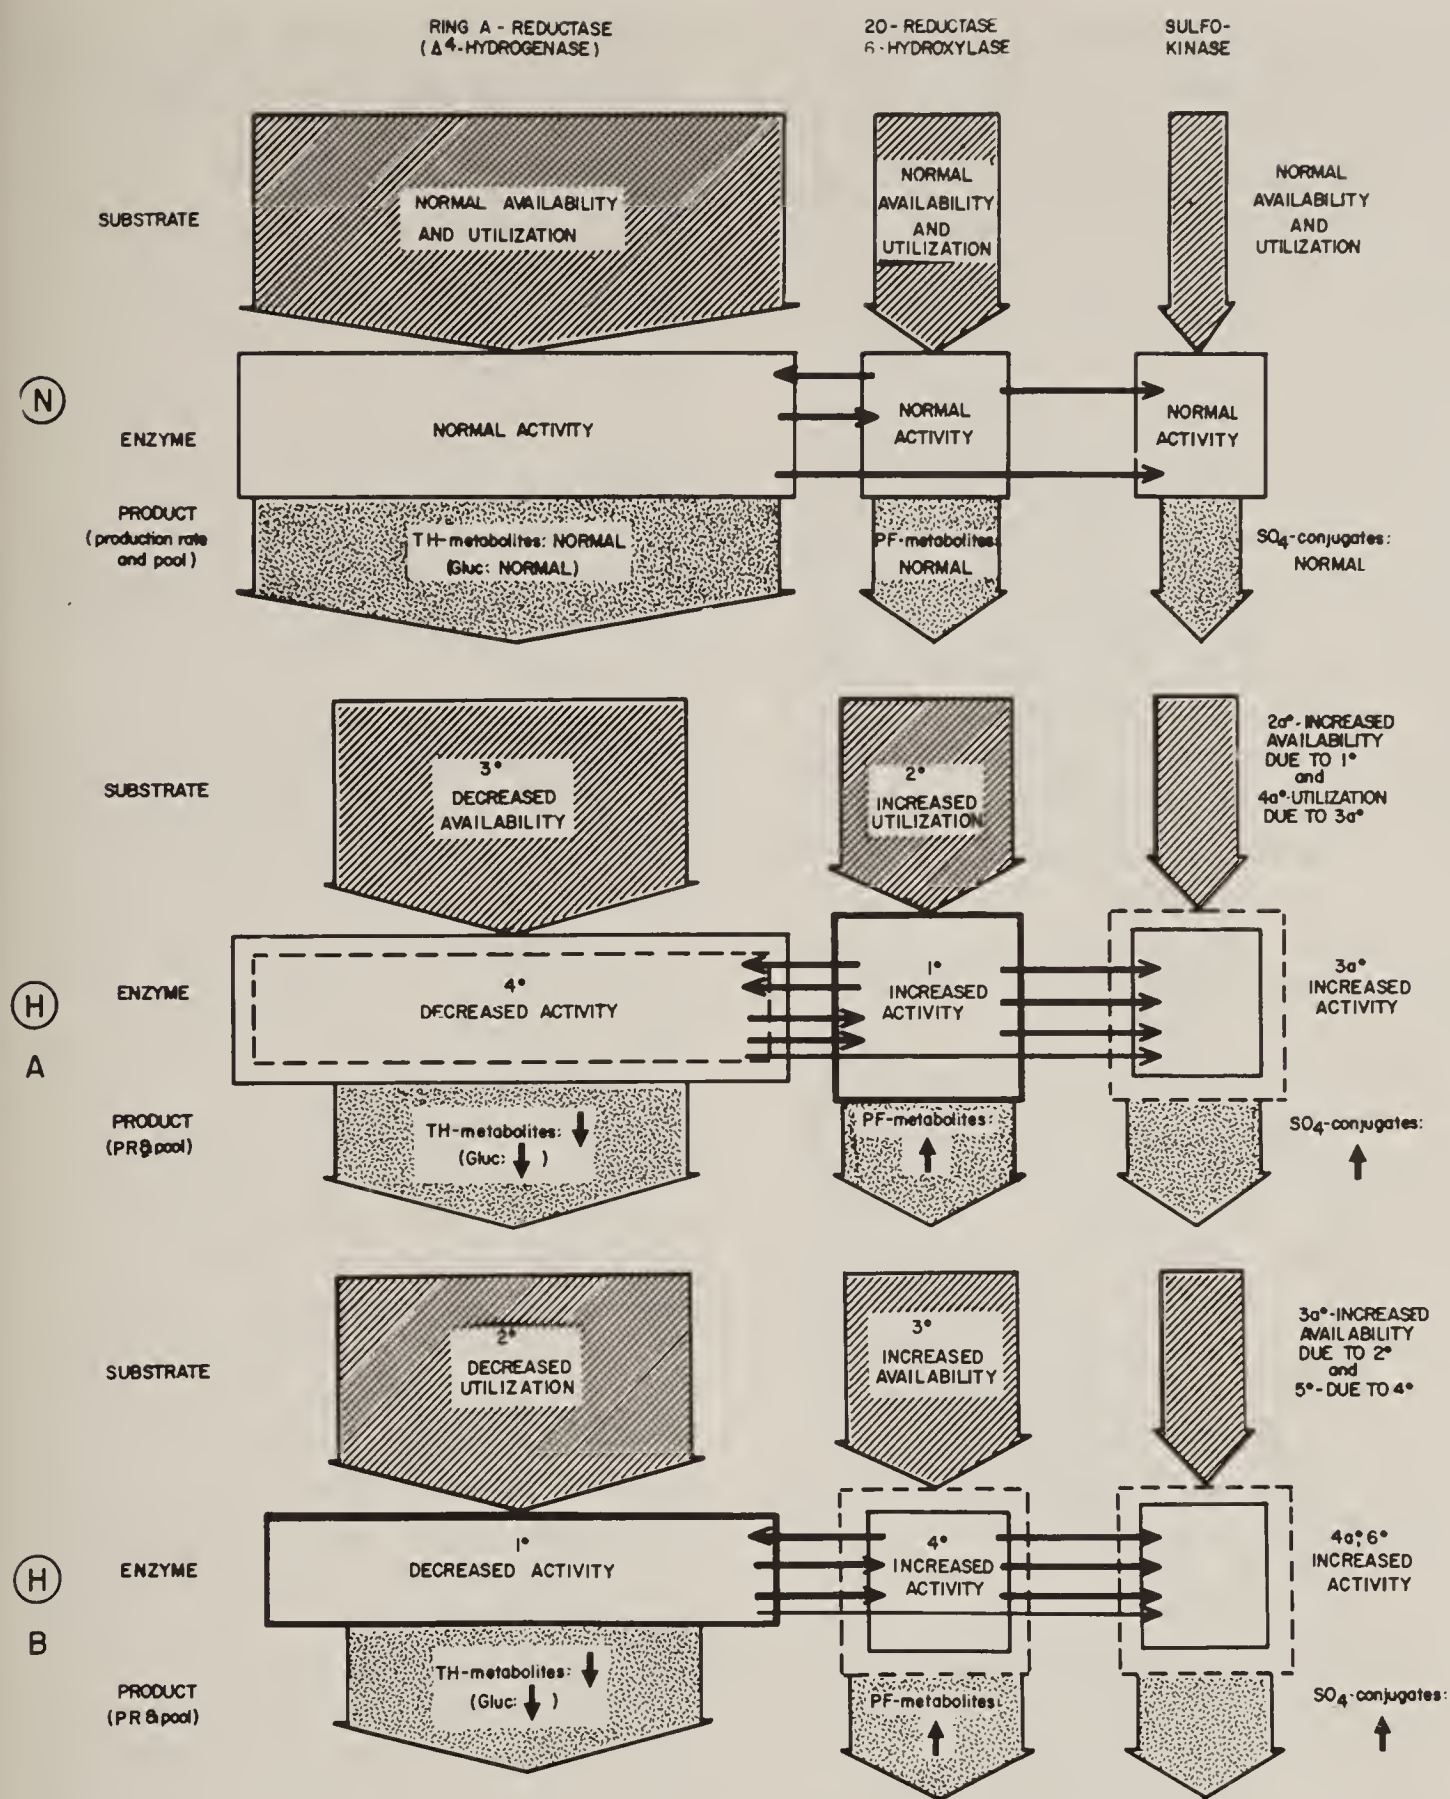 RING A - REDUCTASE
(Δ4-HYDROGENASE)
20 - REDUCTASE
6 - HYDROXYLASE
SULFO-
KINASE
SUBSTRATE
NORMAL AVAILABILITY
AND UTILIZATION
NORMAL
AVAILABILITY
AND
UTILIZATION
NORMAL
AVAILABILITY
AND
UTILIZATION
N
ENZYME
NORMAL ACTIVITY
NORMAL
ACTIVITY
NORMAL
ACTIVITY
PRODUCT
(production rate
and pool)
TH-metabolites: NORMAL
(Gluc: NORMAL)
PF-metabolites:
NORMAL
SO4-conjugates:
NORMAL
SUBSTRATE
3°
DECREASED
AVAILABILITY
2°
INCREASED
UTILIZATION
2a°-INCREASED
AVAILABILITY
DUE TO 1°
and
4a°-UTILIZATION
DUE TO 3a°
H
A
ENZYME
4°
DECREASED ACTIVITY
1°
INCREASED
ACTIVITY
3a°
INCREASED
ACTIVITY
PRODUCT
(PR & pool)
TH-metabolites: ↓
(Gluc: ↓ )
PF-metabolites:
↑
SO4-conjugates:
↑
SUBSTRATE
2°
DECREASED
UTILIZATION
3°
INCREASED
AVAILABILITY
3a°-INCREASED
AVAILABILITY
DUE TO 2°
and
5°- DUE TO 4°
H
B
ENZYME
1°
DECREASED ACTIVITY
4°
INCREASED
ACTIVITY
4a°, 6°
INCREASED
ACTIVITY
PRODUCT
(PR & pool)
TH-metabolites: ↓
(Gluc: ↓ )
PF-metabolites:
↑
SO4-conjugates:
↑